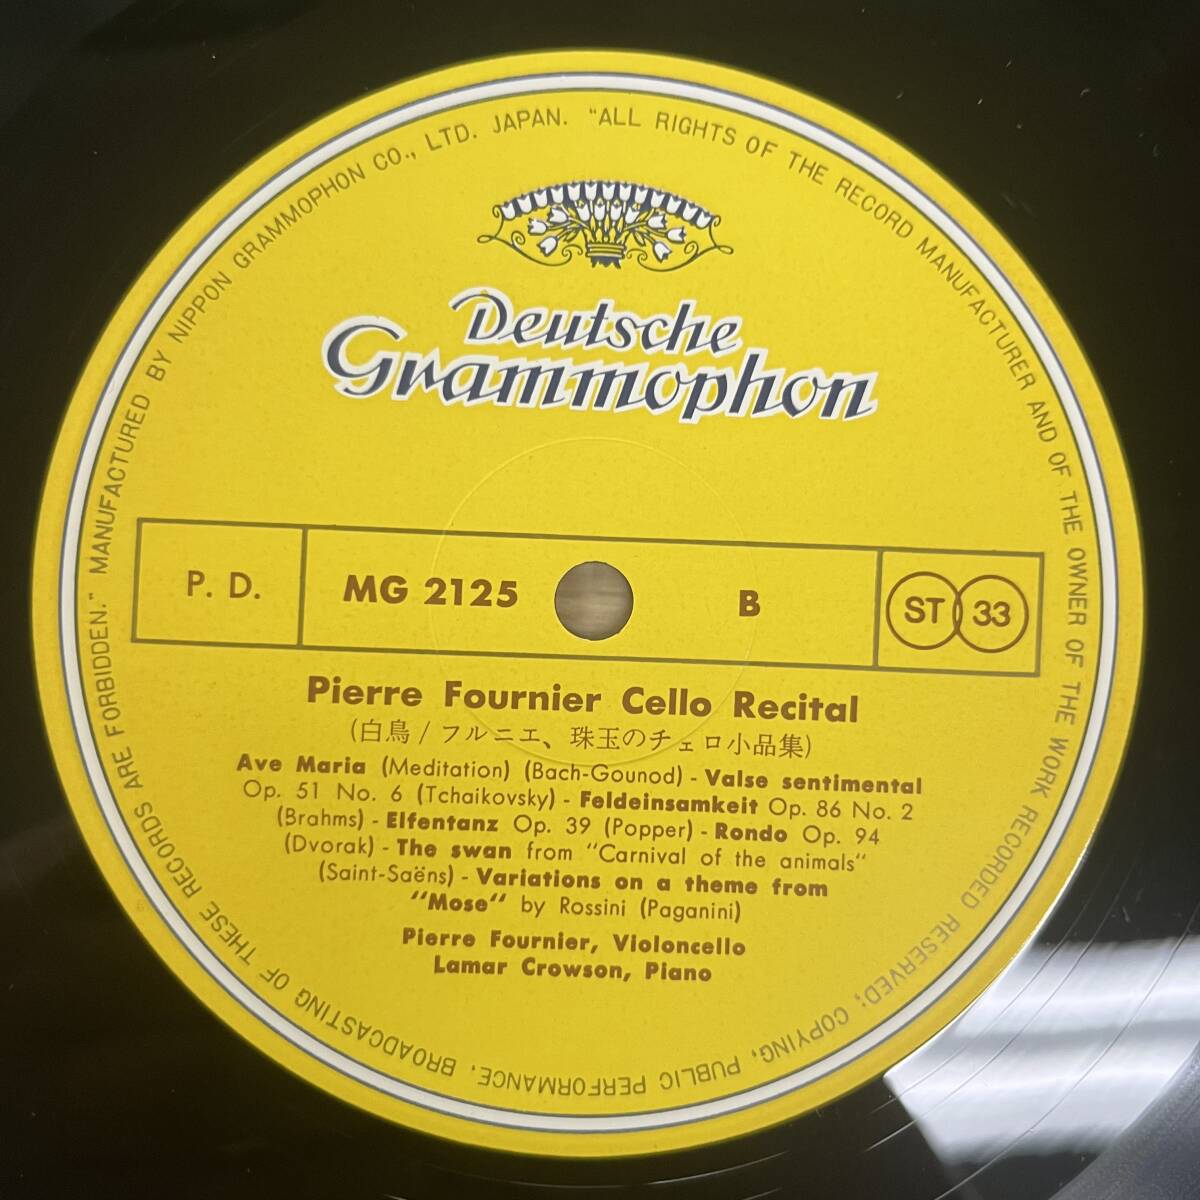 MANUFACTURED BY NIPPON GRAMMOPHON CO., LTD. JAPAN. "ALL RIGHTS OF THE RECORD MANUFACTURER AND OF THE OWNER OF THE WORK RECORDED RESERVED; COPYING, PUBLIC PERFORMANCE, BROADCASTING OF THESE RECORDS ARE FORBIDDEN."
Deutsche
Grammophon
P. D. MG 2125 B ST 33
Pierre Fournier Cello Recital
(白鳥/フルニエ、珠玉のチェロ小品集)
Ave Maria (Meditation) (Bach-Gounod) - Valse sentimental
Op. 51 No. 6 (Tchaikovsky) - Feldeinsamkeit Op. 86 No. 2
(Brahms) - Elfentanz Op. 39 (Popper) - Rondo Op. 94
(Dvorak) - The swan from "Carnival of the animals"
(Saint-Saëns) - Variations on a theme from
"Mose" by Rossini (Paganini)
Pierre Fournier, Violoncello
Lamar Crowson, Piano